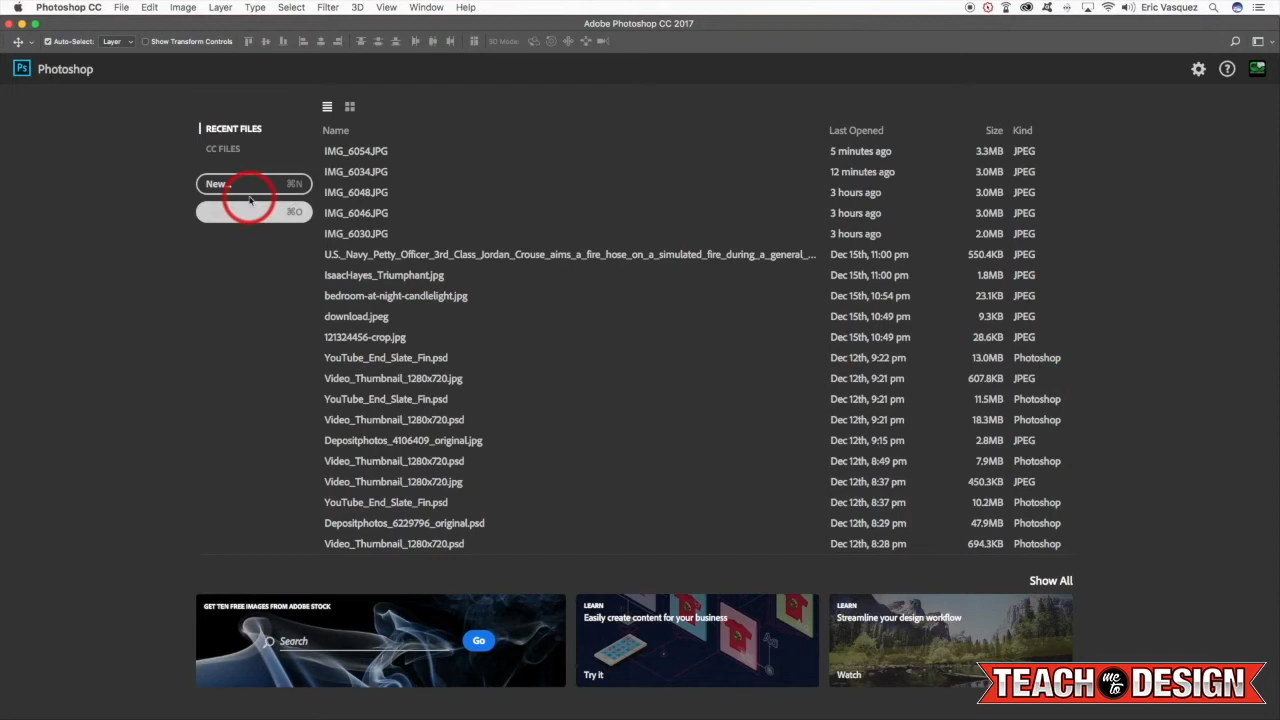 Photoshop CC File Edit Image Layer Type Select Filter 3D View Window Help Eric Vasquez
Adobe Photoshop CC 2017
Auto-Select: Layer Show Transform Controls 3D Mode:
Ps Photoshop
RECENT FILES
CC FILES
New... ⌘N
⌘O
Name Last Opened Size Kind
IMG_6054.JPG 5 minutes ago 3.3MB JPEG
IMG_6034.JPG 12 minutes ago 3.0MB JPEG
IMG_6048.JPG 3 hours ago 3.0MB JPEG
IMG_6046.JPG 3 hours ago 3.0MB JPEG
IMG_6030.JPG 3 hours ago 2.0MB JPEG
U.S._Navy_Petty_Officer_3rd_Class_Jordan_Crouse_aims_a_fire_hose_on_a_simulated_fire_during_a_general_... Dec 15th, 11:00 pm 550.4KB JPEG
IsaacHayes_Triumphant.jpg Dec 15th, 11:00 pm 1.8MB JPEG
bedroom-at-night-candlelight.jpg Dec 15th, 10:54 pm 23.1KB JPEG
download.jpeg Dec 15th, 10:49 pm 9.3KB JPEG
121324456-crop.jpg Dec 15th, 10:49 pm 28.6KB JPEG
YouTube_End_Slate_Fin.psd Dec 12th, 9:22 pm 13.0MB Photoshop
Video_Thumbnail_1280x720.jpg Dec 12th, 9:21 pm 607.8KB JPEG
YouTube_End_Slate_Fin.psd Dec 12th, 9:21 pm 11.5MB Photoshop
Video_Thumbnail_1280x720.psd Dec 12th, 9:21 pm 18.3MB Photoshop
Depositphotos_4106409_original.jpg Dec 12th, 9:15 pm 2.8MB JPEG
Video_Thumbnail_1280x720.psd Dec 12th, 8:49 pm 7.9MB Photoshop
Video_Thumbnail_1280x720.jpg Dec 12th, 8:37 pm 450.3KB JPEG
YouTube_End_Slate_Fin.psd Dec 12th, 8:37 pm 10.2MB Photoshop
Depositphotos_6229796_original.psd Dec 12th, 8:29 pm 47.9MB Photoshop
Video_Thumbnail_1280x720.psd Dec 12th, 8:28 pm 694.3KB Photoshop
Show All
GET TEN FREE IMAGES FROM ADOBE STOCK
Search Go
LEARN
Easily create content for your business
Try it
LEARN
Streamline your design workflow
Watch
TEACH me to DESIGN